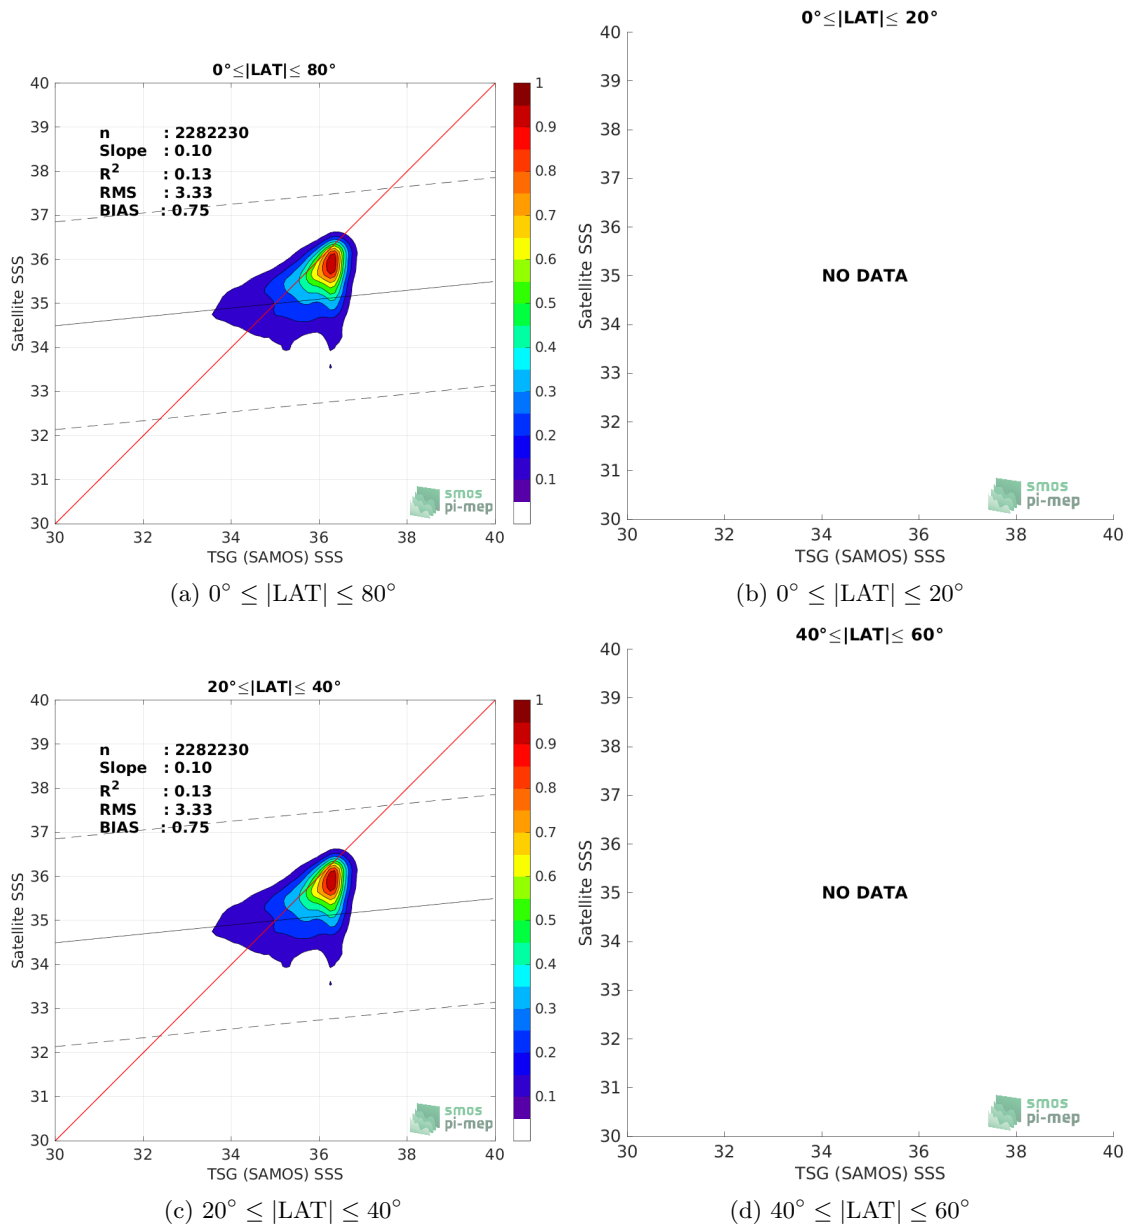 0°≤|LAT|≤ 80°
40
39
38
37
36
35
34
33
32
31
30
Satellite SSS
n : 2282230
Slope : 0.10
R² : 0.13
RMS : 3.33
BIAS : 0.75
30 32 34 36 38 40
TSG (SAMOS) SSS
1
0.9
0.8
0.7
0.6
0.5
0.4
0.3
0.2
0.1
smos
pi-mep
(a) 0° ≤ |LAT| ≤ 80°
0°≤|LAT|≤ 20°
40
39
38
37
36
35
34
33
32
31
30
Satellite SSS
NO DATA
30 32 34 36 38 40
TSG (SAMOS) SSS
smos
pi-mep
(b) 0° ≤ |LAT| ≤ 20°
20°≤|LAT|≤ 40°
40
39
38
37
36
35
34
33
32
31
30
Satellite SSS
n : 2282230
Slope : 0.10
R² : 0.13
RMS : 3.33
BIAS : 0.75
30 32 34 36 38 40
TSG (SAMOS) SSS
1
0.9
0.8
0.7
0.6
0.5
0.4
0.3
0.2
0.1
smos
pi-mep
(c) 20° ≤ |LAT| ≤ 40°
40°≤|LAT|≤ 60°
40
39
38
37
36
35
34
33
32
31
30
Satellite SSS
NO DATA
30 32 34 36 38 40
TSG (SAMOS) SSS
smos
pi-mep
(d) 40° ≤ |LAT| ≤ 60°